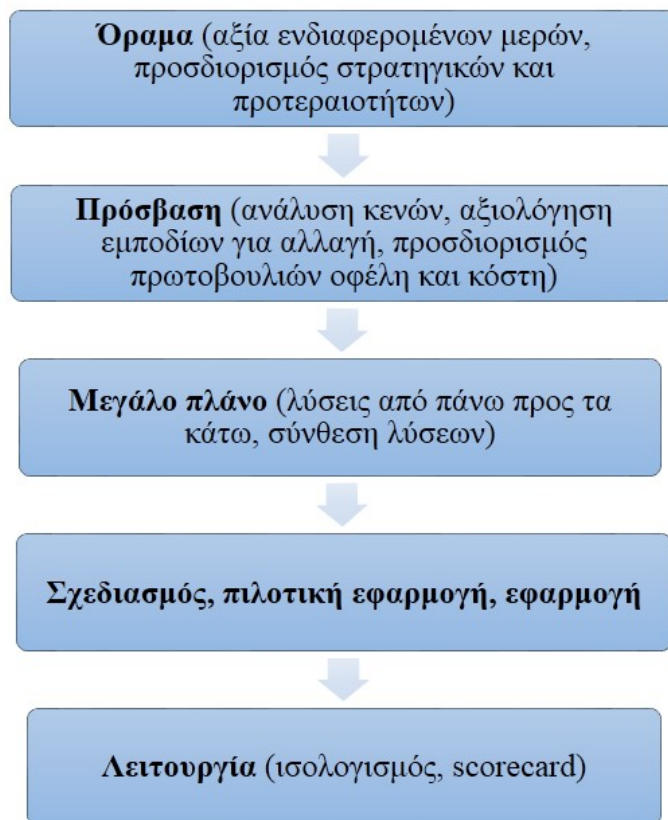 Όραμα (αξία ενδιαφερομένων μερών,
προσδιορισμός στρατηγικών και
προτεραιοτήτων)
Πρόσβαση (ανάλυση κενών, αξιολόγηση
εμποδίων για αλλαγή, προσδιορισμός
πρωτοβουλιών οφέλη και κόστη)
Μεγάλο πλάνο (λύσεις από πάνω προς τα
κάτω, σύνθεση λύσεων)
Σχεδιασμός, πιλοτική εφαρμογή, εφαρμογή
Λειτουργία (ισολογισμός, scorecard)